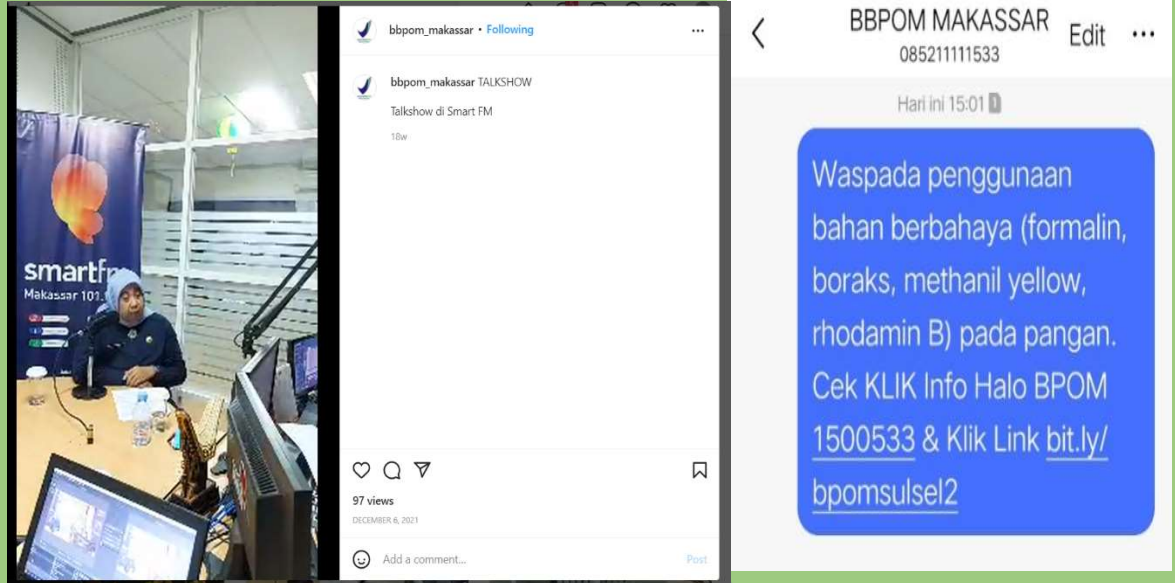 smartf
Makassar 101.
bbpom_makassar • Following
bbpom_makassar TALKSHOW
Talkshow di Smart FM
18w
97 views
DECEMBER 6, 2021
Add a comment...
Post
BBPOM MAKASSAR
085211111533
Edit
Hari ini 15:01
Waspada penggunaan
bahan berbahaya (formalin,
boraks, methanil yellow,
rhodamin B) pada pangan.
Cek KLIK Info Halo BPOM
1500533 & Klik Link bit.ly/
bpomsulsel2